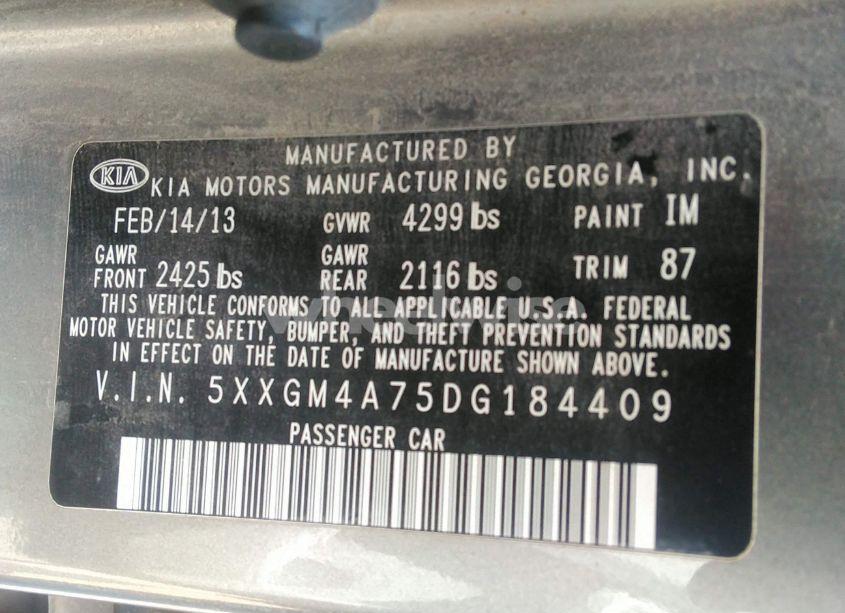 MANUFACTURED BY
KIA KIA MOTORS MANUFACTURING GEORGIA, INC.
FEB/14/13 GVWR 4299 lbs PAINT IM
GAWR FRONT 2425 lbs GAWR REAR 2116 lbs TRIM 87
THIS VEHICLE CONFORMS TO ALL APPLICABLE U.S.A. FEDERAL
MOTOR VEHICLE SAFETY, BUMPER, AND THEFT PREVENTION STANDARDS
IN EFFECT ON THE DATE OF MANUFACTURE SHOWN ABOVE.
V.I.N. 5XXGM4A75DG184409
PASSENGER CAR